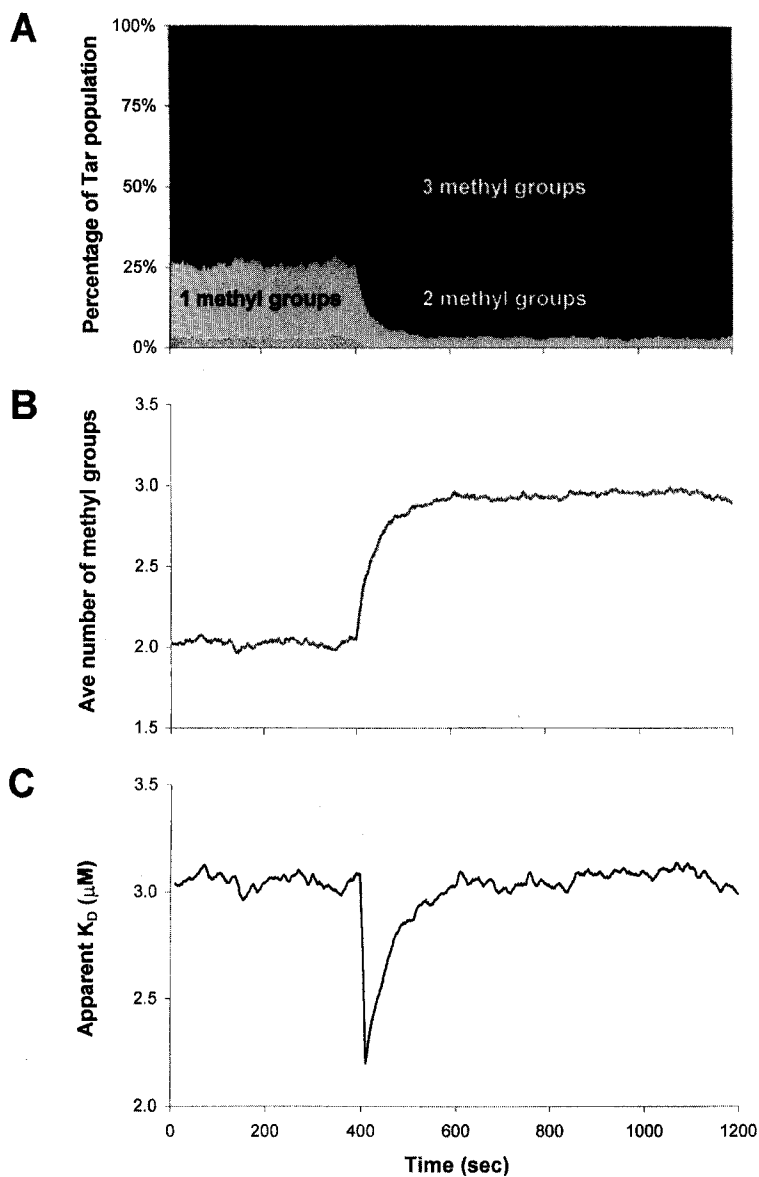 A
Percentage of Tar population
100%
75%
50%
25%
0%
3 methyl groups
1 methyl groups
2 methyl groups
B
Ave number of methyl groups
3.5
3.0
2.5
2.0
1.5
C
Apparent KD (μM)
3.5
3.0
2.5
2.0
0
200
400
600
800
1000
1200
Time (sec)